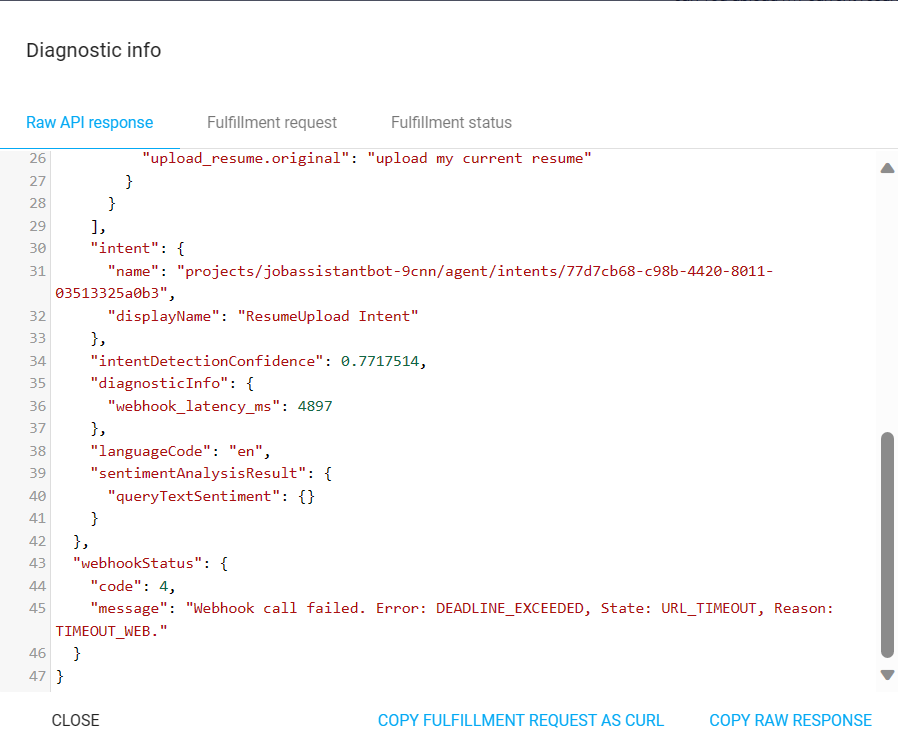 Diagnostic info
Raw API response Fulfillment request Fulfillment status
26 "upload_resume.original": "upload my current resume"
27 }
28 }
29 ],
30 "intent": {
31 "name": "projects/jobassistantbot-9cnn/agent/intents/77d7cb68-c98b-4420-8011-
03513325a0b3",
32 "displayName": "ResumeUpload Intent"
33 },
34 "intentDetectionConfidence": 0.7717514,
35 "diagnosticInfo": {
36 "webhook_latency_ms": 4897
37 },
38 "languageCode": "en",
39 "sentimentAnalysisResult": {
40 "queryTextSentiment": {}
41 }
42 },
43 "webhookStatus": {
44 "code": 4,
45 "message": "Webhook call failed. Error: DEADLINE_EXCEEDED, State: URL_TIMEOUT, Reason:
TIMEOUT_WEB."
46 }
47 }
CLOSE COPY FULFILLMENT REQUEST AS CURL COPY RAW RESPONSE